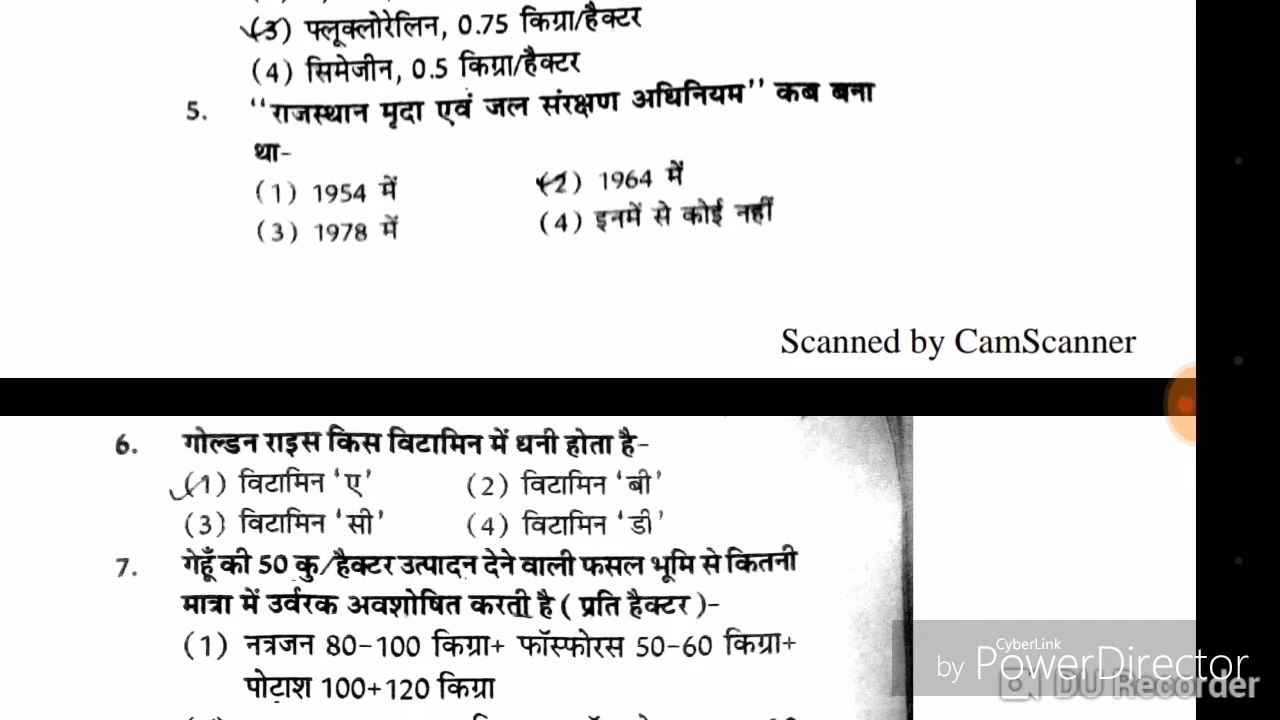 (3) फ्लूक्लोरेलिन, 0.75 किग्रा/हैक्टर
(4) सिमेजीन, 0.5 किग्रा/हैक्टर
5. "राजस्थान मृदा एवं जल संरक्षण अधिनियम" कब बना
था-
(1) 1954 में (2) 1964 में
(3) 1978 में (4) इनमें से कोई नहीं
Scanned by CamScanner
6. गोल्डन राइस किस विटामिन में धनी होता है-
(1) विटामिन 'ए' (2) विटामिन 'बी'
(3) विटामिन 'सी' (4) विटामिन 'डी'
7. गेहूँ की 50 कु/हैक्टर उत्पादन देने वाली फसल भूमि से कितनी
मात्रा में उर्वरक अवशोषित करती है ( प्रति हैक्टर )-
(1) नत्रजन 80-100 किग्रा+ फॉस्फोरस 50-60 किग्रा+
पोटाश 100+120 किग्रा
CyberLink
by PowerDirector
DU Recorder